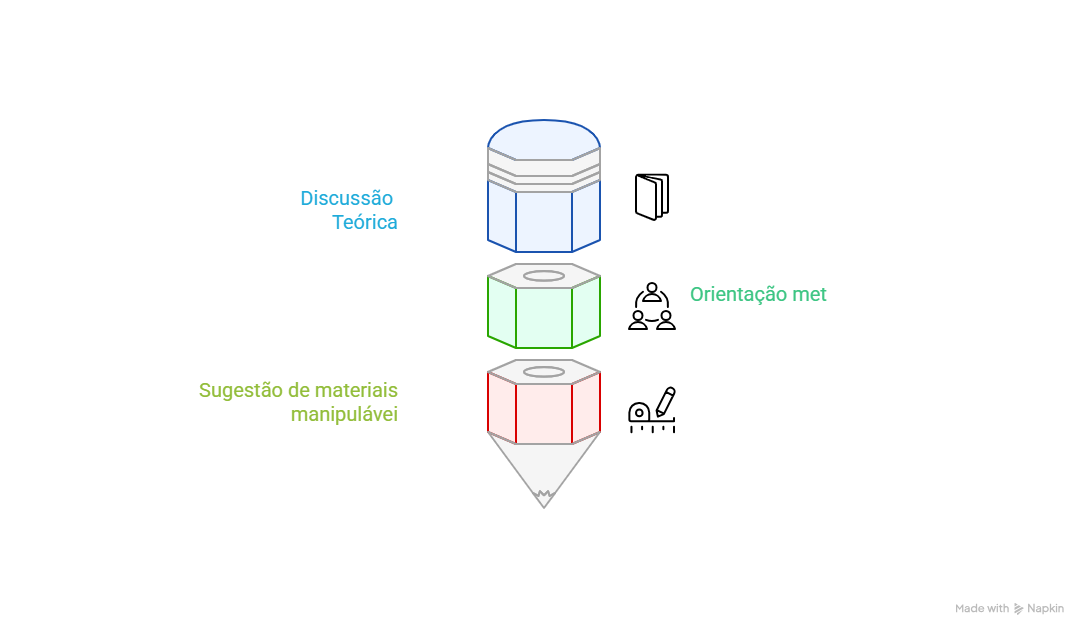 Discussão
Teórica
Orientação met
Sugestão de materiais
manipulávei
Made with Napkin